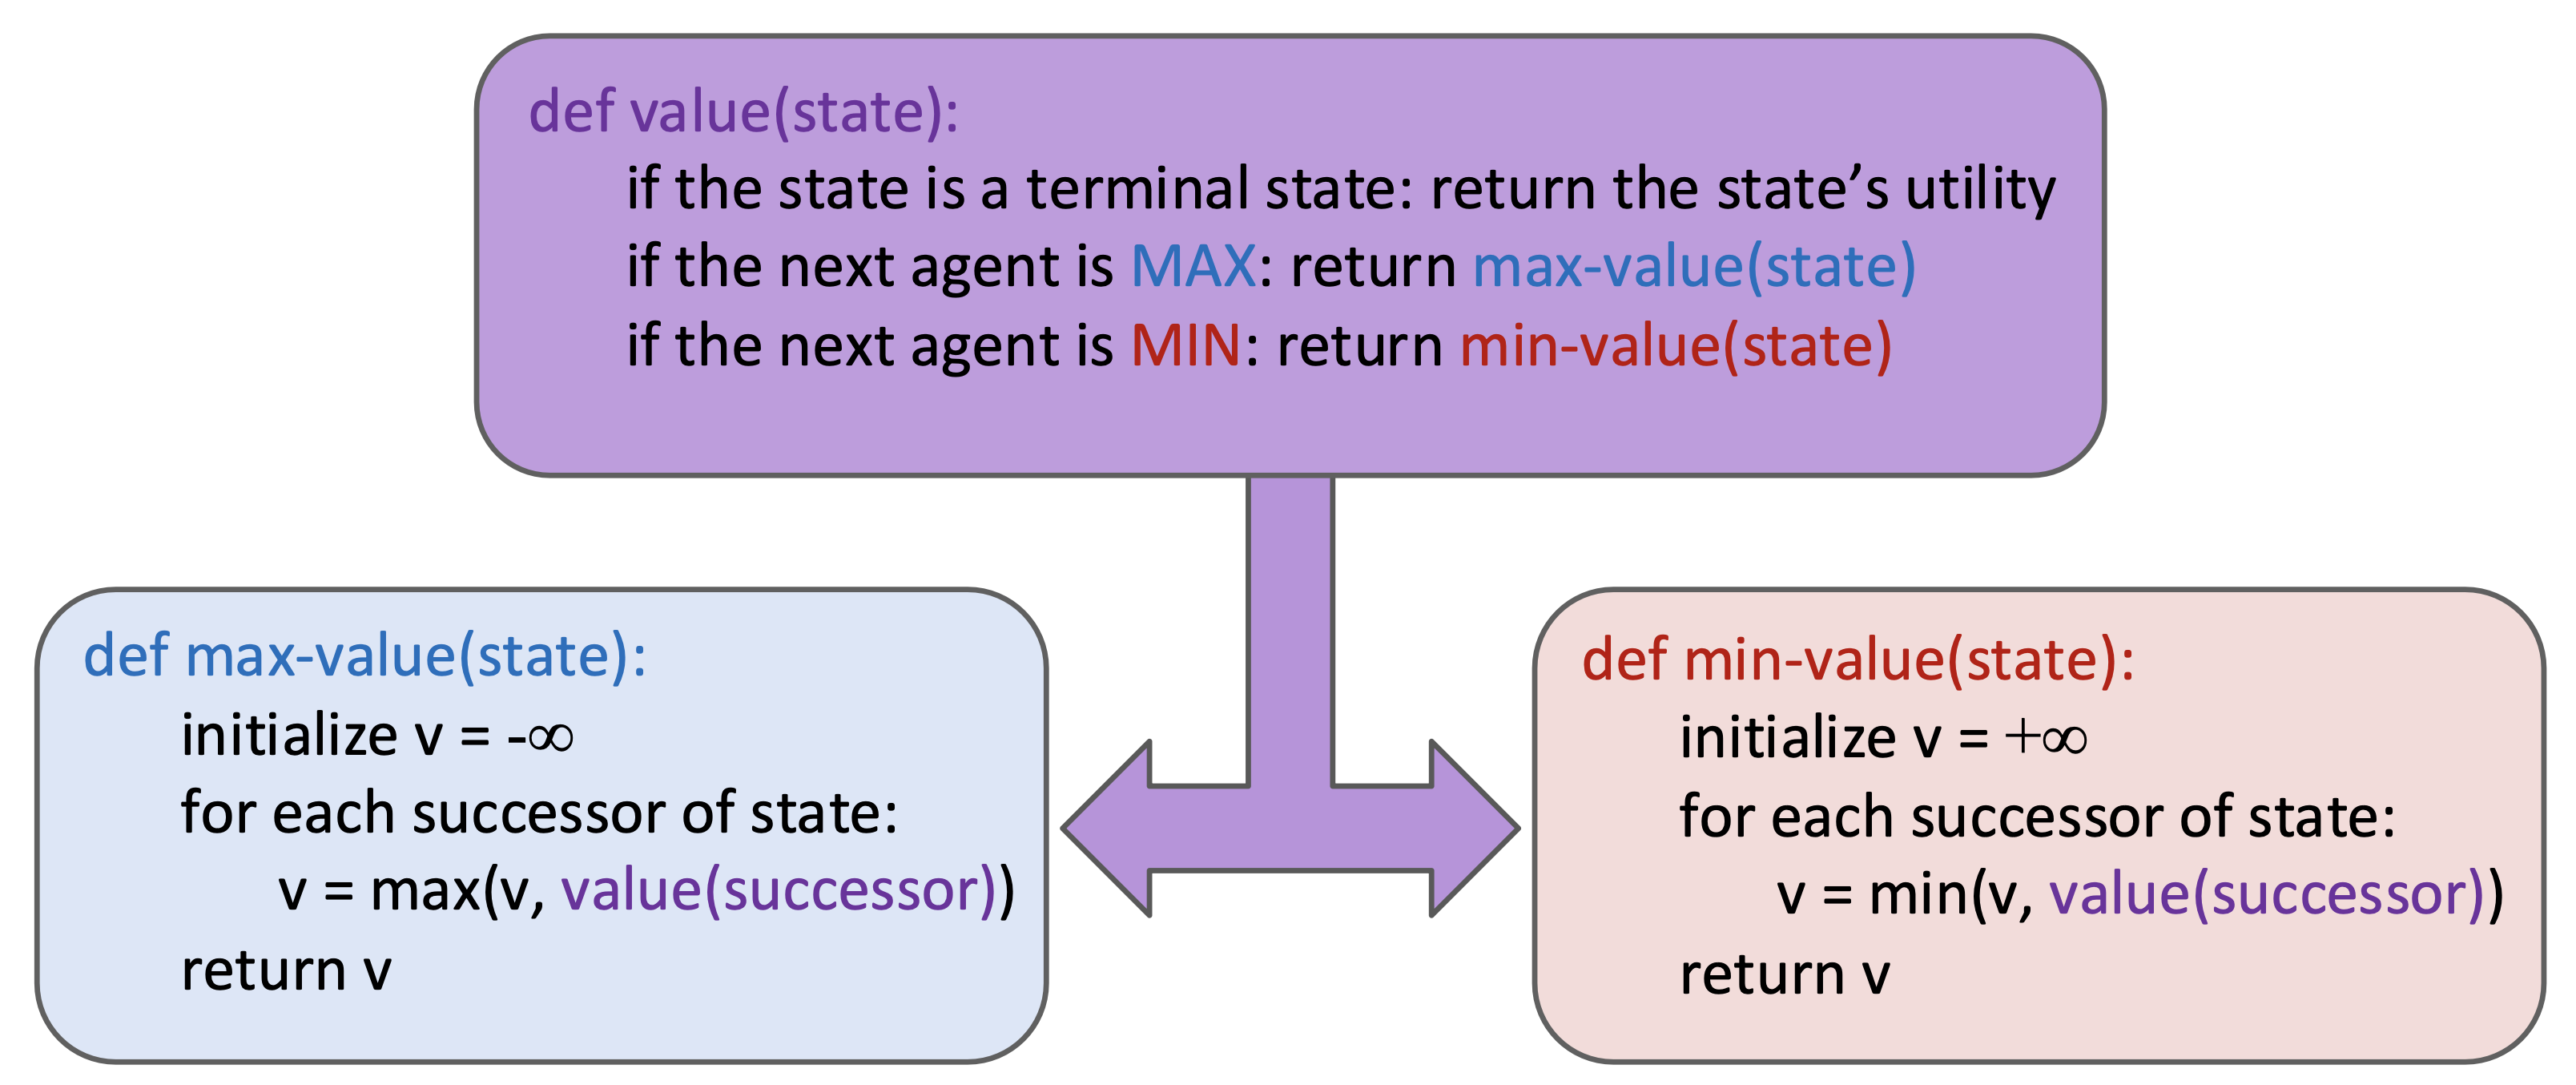 def value(state):
if the state is a terminal state: return the state’s utility
if the next agent is MAX: return max-value(state)
if the next agent is MIN: return min-value(state)
def max-value(state):
initialize v = -∞
for each successor of state:
v = max(v, value(successor))
return v
def min-value(state):
initialize v = +∞
for each successor of state:
v = min(v, value(successor))
return v